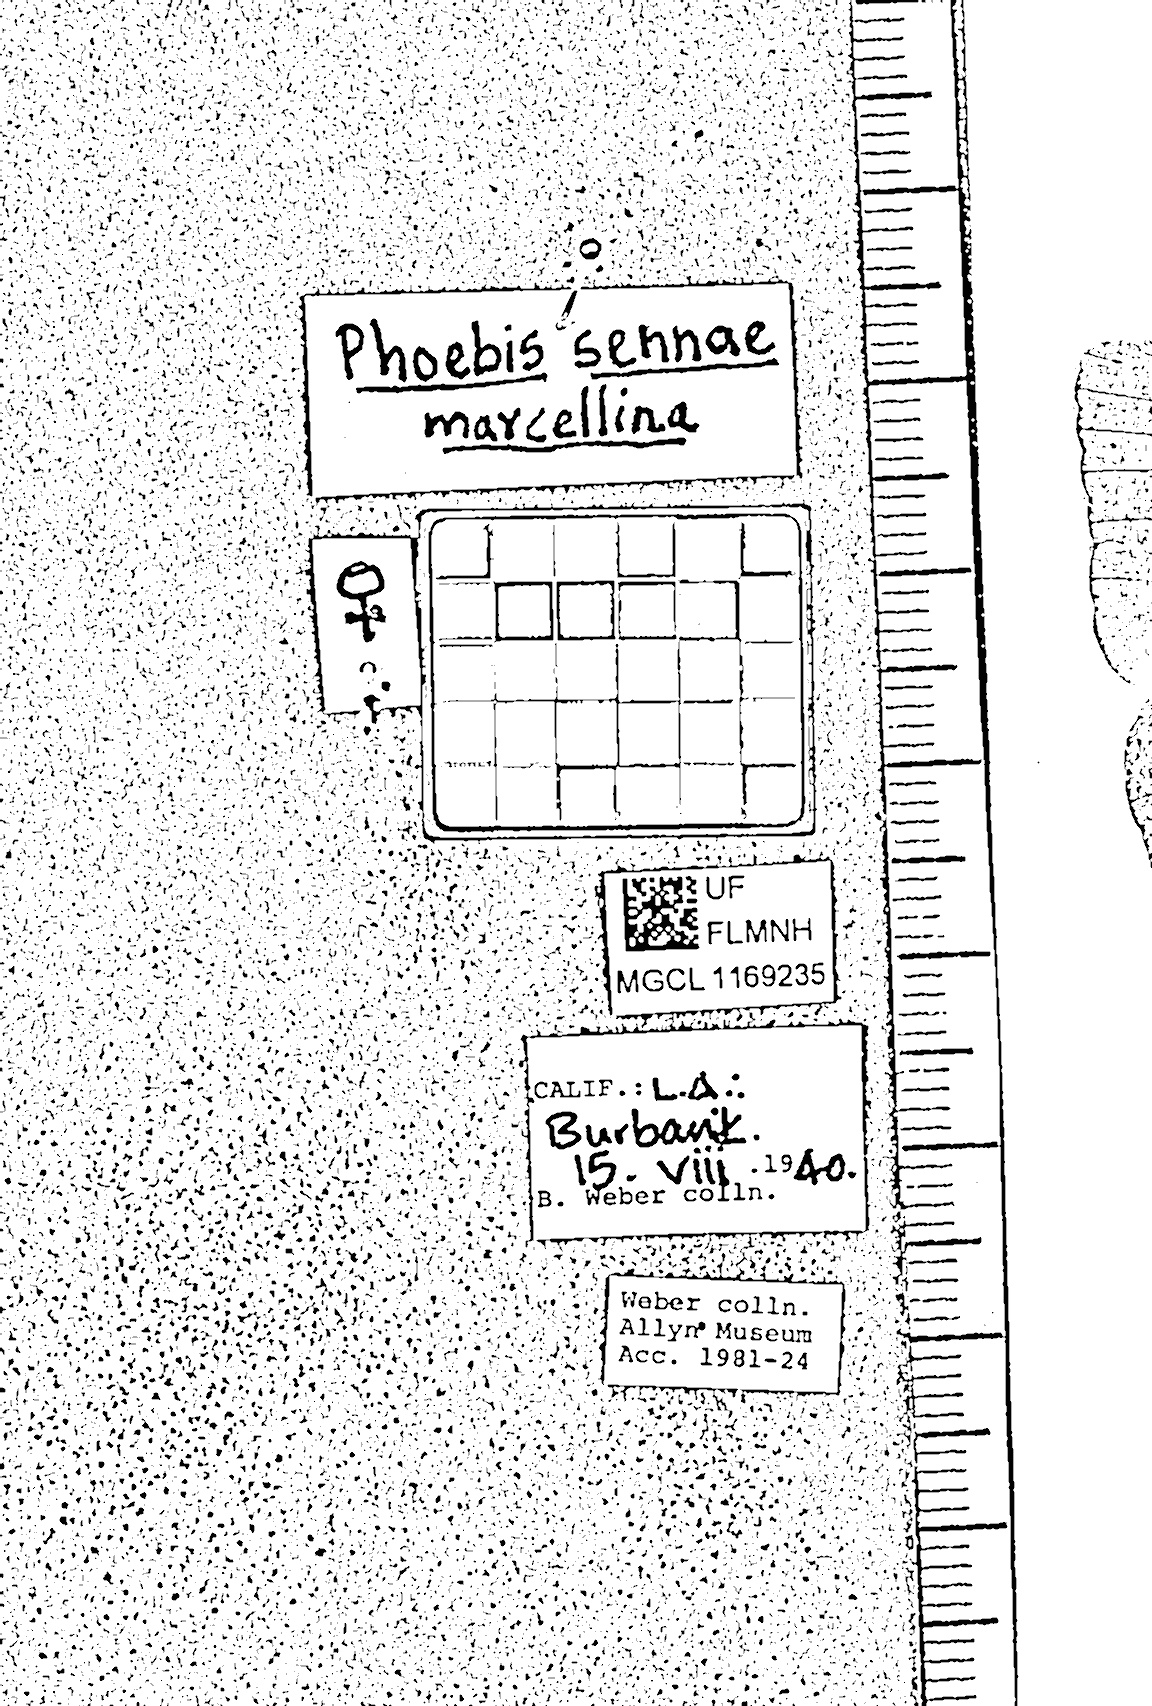 Phoebis sennae
marcellina
♀
UF
FLMNH
MGCL 1169235
CALIF.: L.A.:
Burbank.
15. viii .1940.
B. Weber colln.
Weber colln.
Allyn Museum
Acc. 1981-24